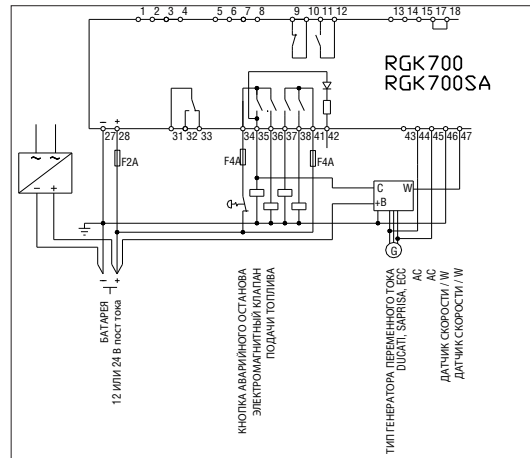 1 2 3 4 5 6 7 8 9 10 11 12 13 14 15 17 18
RGK700
RGK700SA
– +
27 28 31 32 33 34 35 36 37 38 41 42 43 44 45 46 47
~ ~
– +
F2A F4A F4A
C W
+B
G
– +
БАТАРЕЯ
12 ИЛИ 24 В пост тока
КНОПКА АВАРИЙНОГО ОСТАНОВА
ЭЛЕКТРОМАГНИТНЫЙ КЛАПАН
ПОДАЧИ ТОПЛИВА
ТИП ГЕНЕРАТОРА ПЕРЕМЕННОГО ТОКА
DUCATI, SAPRISA, ECC
AC
AC
ДАТЧИК СКОРОСТИ / W
ДАТЧИК СКОРОСТИ / W